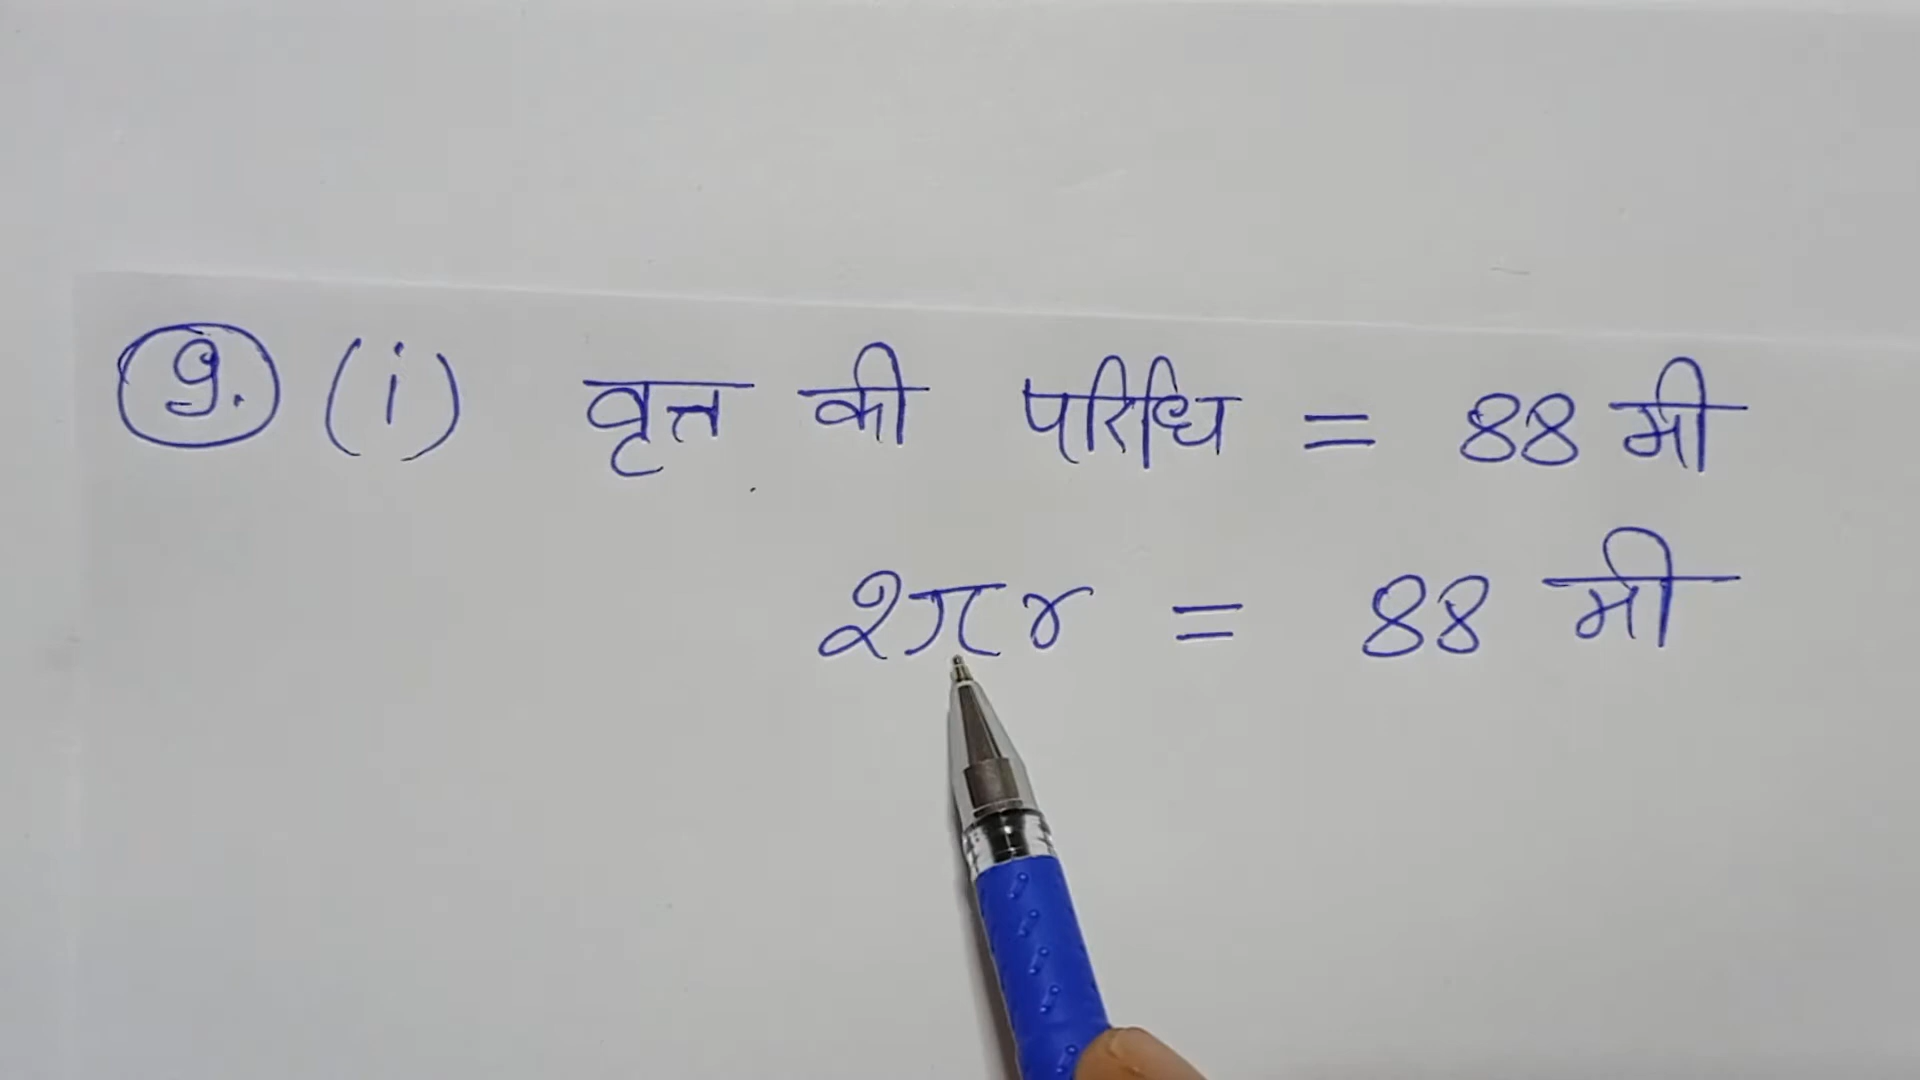 9. (i) वृत्त की परिधि = 88 मी
2πr = 88 मी